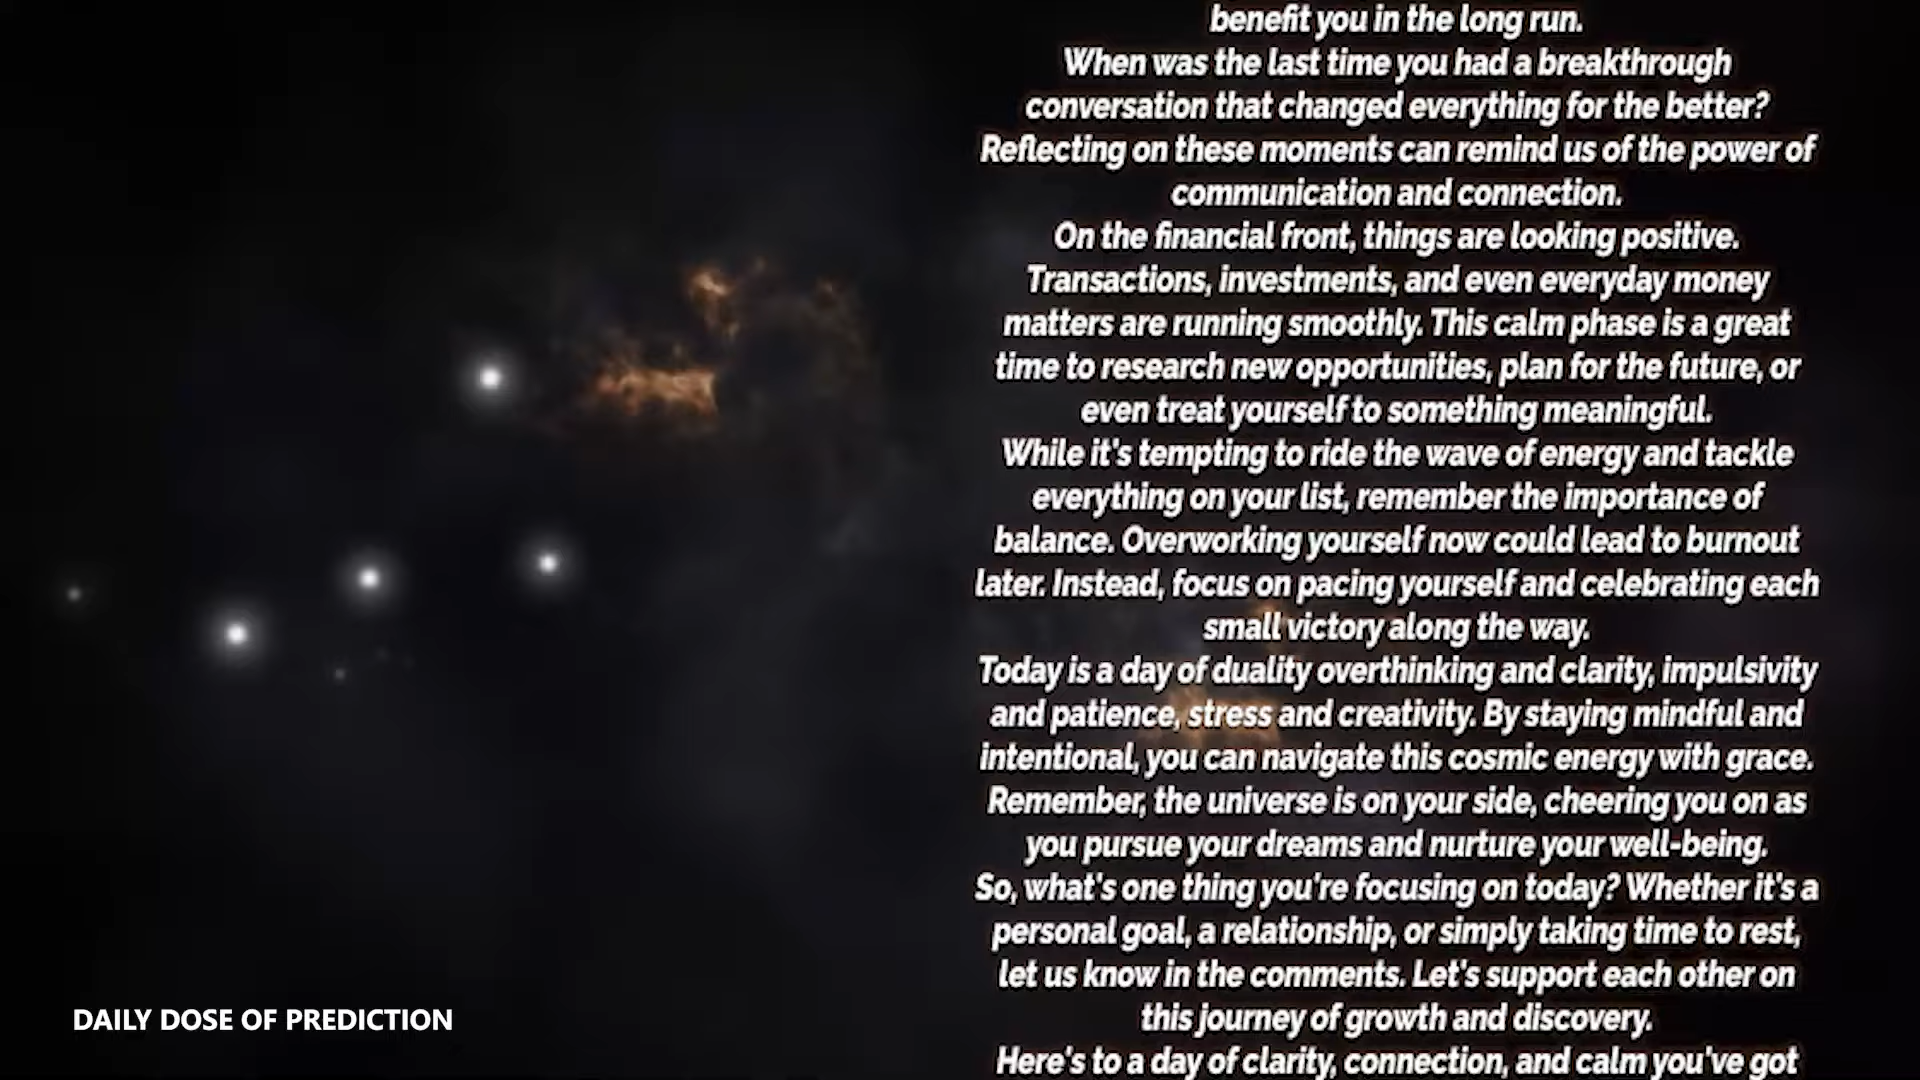 benefit you in the long run.
When was the last time you had a breakthrough
conversation that changed everything for the better?
Reflecting on these moments can remind us of the power of
communication and connection.
On the financial front, things are looking positive.
Transactions, investments, and even everyday money
matters are running smoothly. This calm phase is a great
time to research new opportunities, plan for the future, or
even treat yourself to something meaningful.
While it's tempting to ride the wave of energy and tackle
everything on your list, remember the importance of
balance. Overworking yourself now could lead to burnout
later. Instead, focus on pacing yourself and celebrating each
small victory along the way.
Today is a day of duality overthinking and clarity, impulsivity
and patience, stress and creativity. By staying mindful and
intentional, you can navigate this cosmic energy with grace.
Remember, the universe is on your side, cheering you on as
you pursue your dreams and nurture your well-being.
So, what's one thing you're focusing on today? Whether it's a
personal goal, a relationship, or simply taking time to rest,
let us know in the comments. Let's support each other on
this journey of growth and discovery.
Here's to a day of clarity, connection, and calm you've got
DAILY DOSE OF PREDICTION